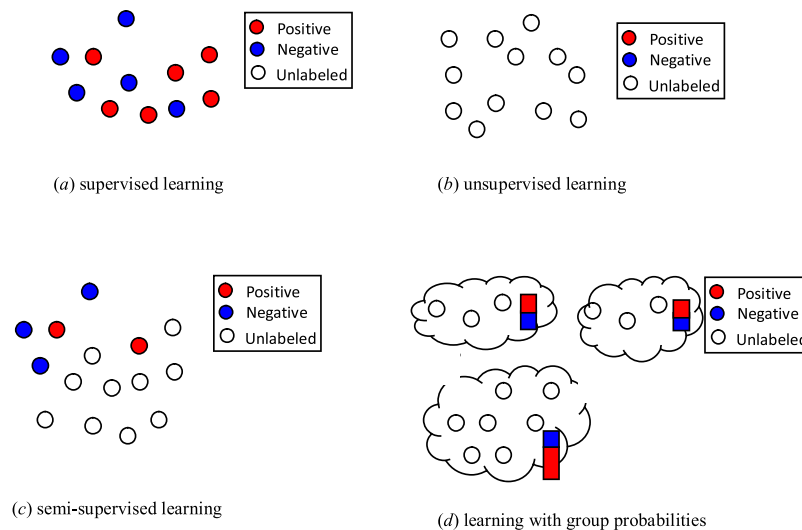 Positive
Negative
Unlabeled
(a) supervised learning
Positive
Negative
Unlabeled
(b) unsupervised learning
Positive
Negative
Unlabeled
(c) semi-supervised learning
Positive
Negative
Unlabeled
(d) learning with group probabilities